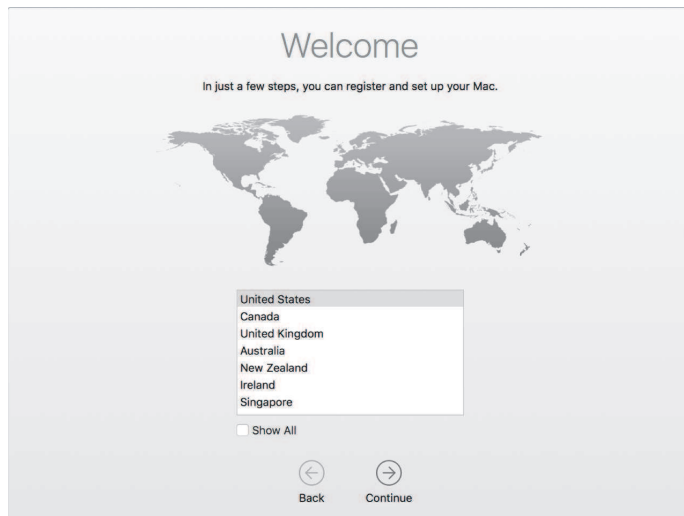 Welcome
In just a few steps, you can register and set up your Mac.
United States
Canada
United Kingdom
Australia
New Zealand
Ireland
Singapore
Show All
Back Continue